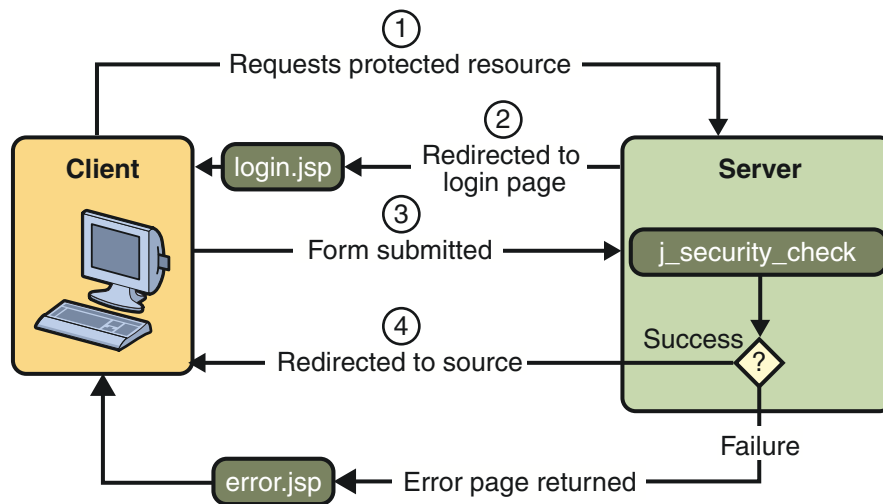 1
Requests protected resource
Client
login.jsp
2
Redirected to
login page
Server
3
Form submitted
j_security_check
4
Redirected to source
Success
?
Failure
error.jsp
Error page returned